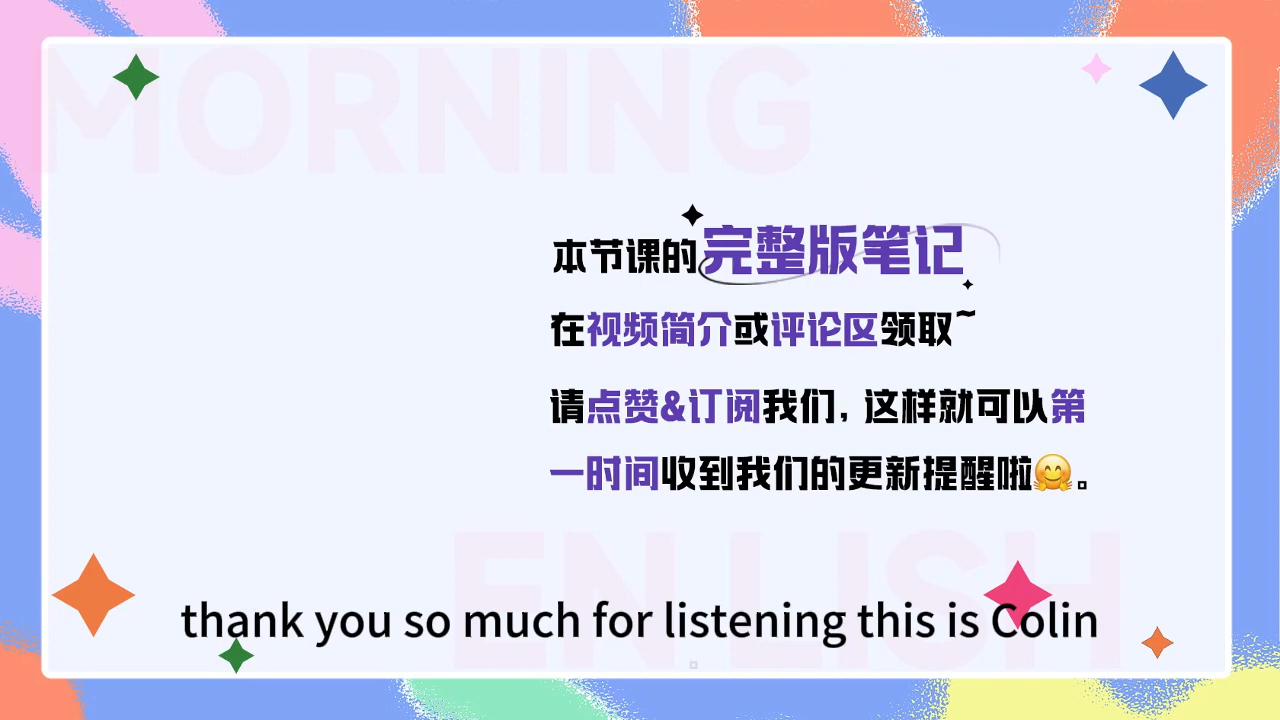 MORNING
本节课的完整版笔记
在视频简介或评论区领取~
请点赞&订阅我们, 这样就可以第
一时间收到我们的更新提醒啦🤗。
EN LISH
thank you so much for listening this is Colin